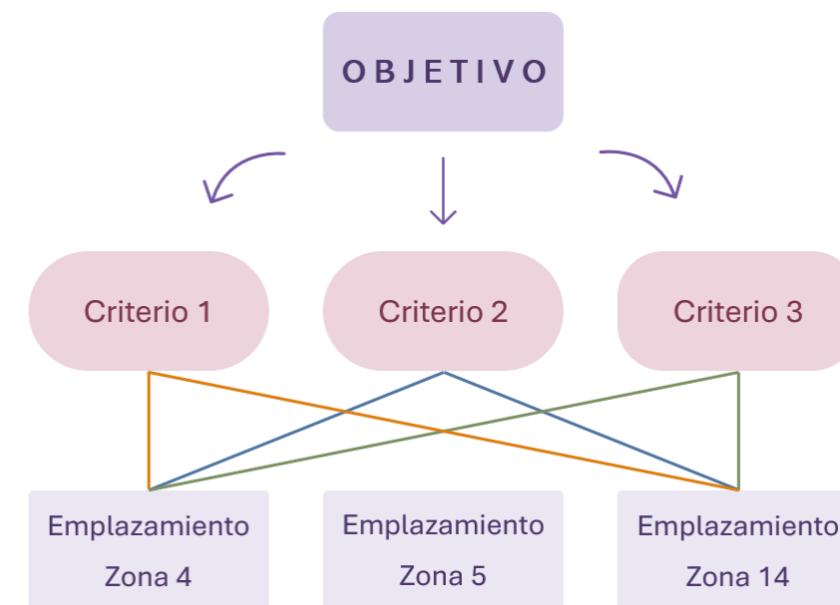 OBJETIVO
Criterio 1
Criterio 2
Criterio 3
Emplazamiento
Zona 4
Emplazamiento
Zona 5
Emplazamiento
Zona 14